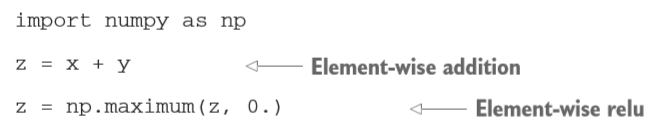 import numpy as np
z = x + y Element-wise addition
z = np.maximum(z, 0.) Element-wise relu